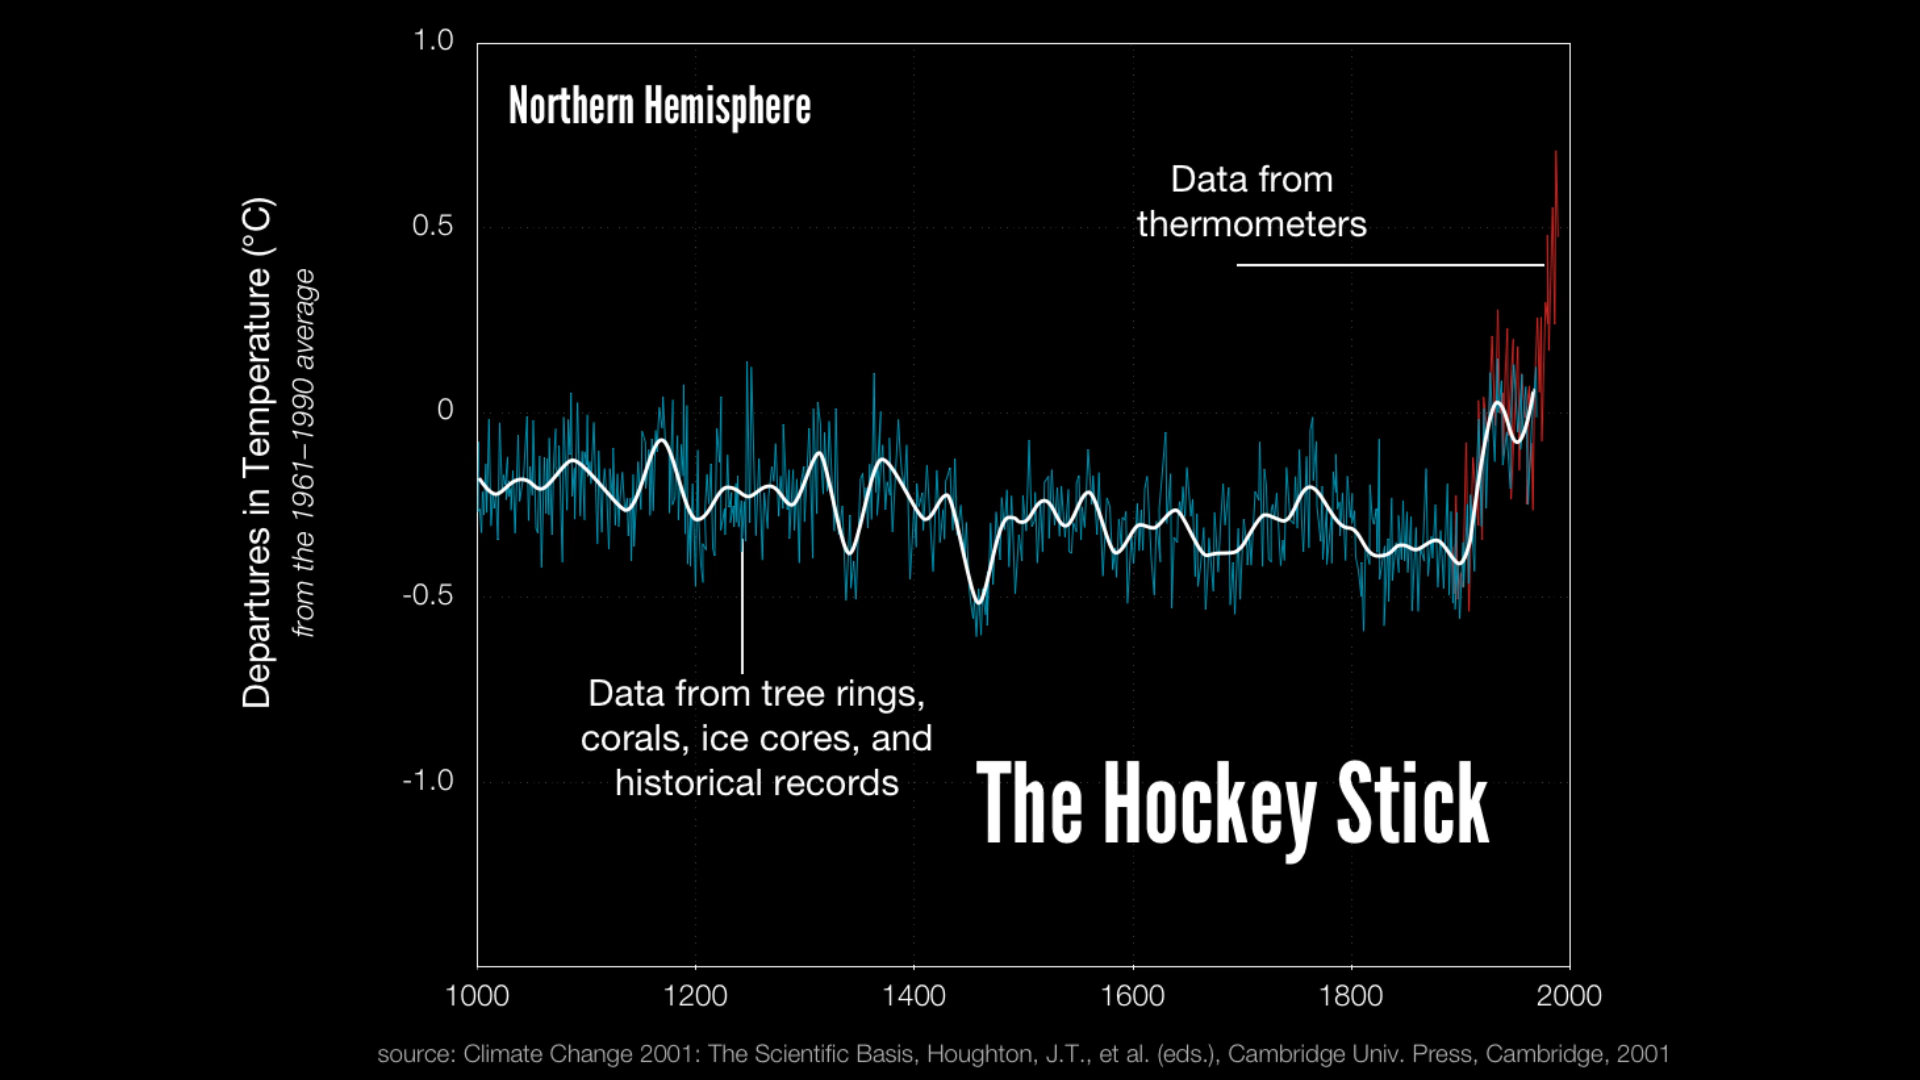 1.0
Northern Hemisphere
Data from
thermometers
0.5
0
-0.5
-1.0
Departures in Temperature (°C)
from the 1961–1990 average
Data from tree rings,
corals, ice cores, and
historical records
The Hockey Stick
1000 1200 1400 1600 1800 2000
source: Climate Change 2001: The Scientific Basis, Houghton, J.T., et al. (eds.), Cambridge Univ. Press, Cambridge, 2001